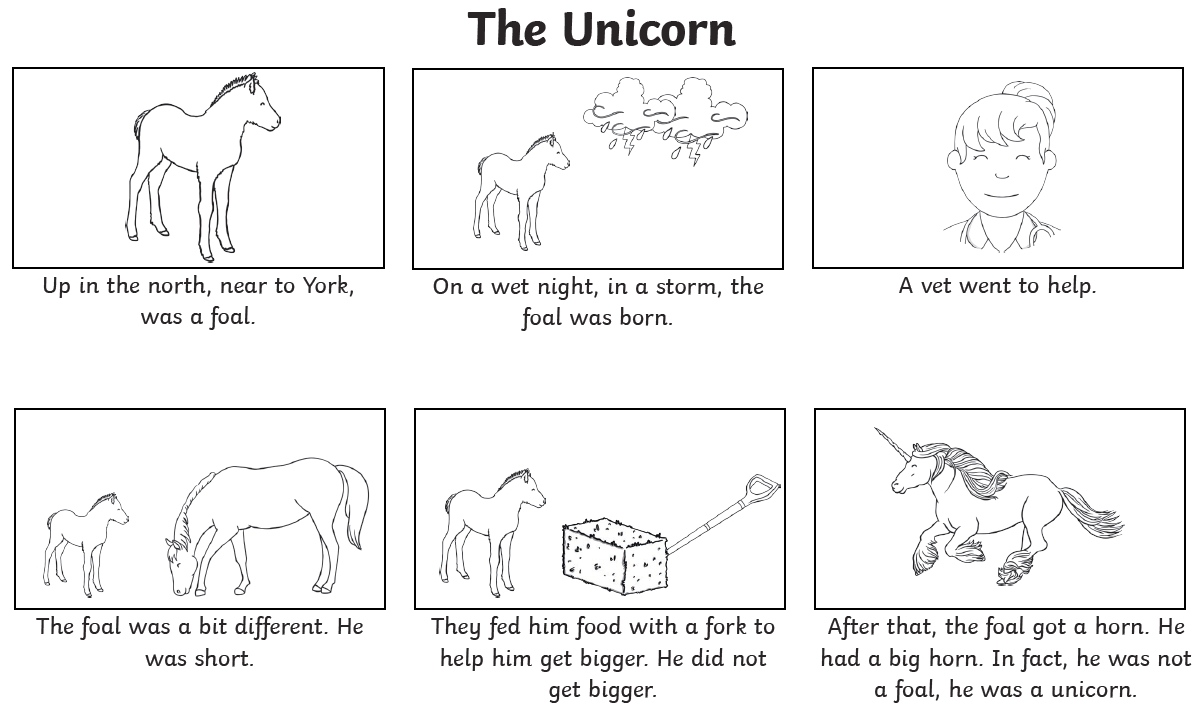 The Unicorn
Up in the north, near to York,
was a foal.
On a wet night, in a storm, the
foal was born.
A vet went to help.
The foal was a bit different. He
was short.
They fed him food with a fork to
help him get bigger. He did not
get bigger.
After that, the foal got a horn. He
had a big horn. In fact, he was not
a foal, he was a unicorn.